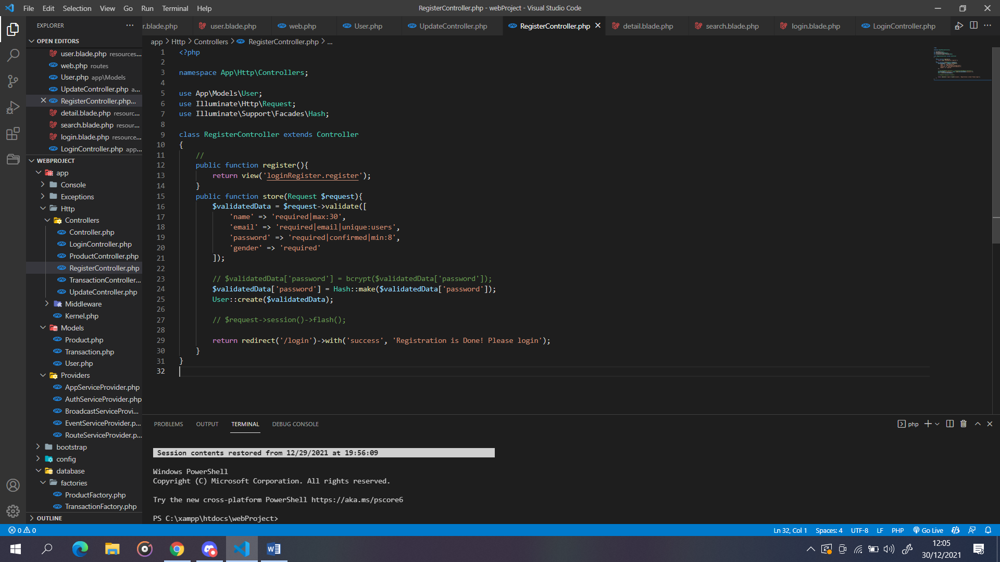 File Edit Selection View Go Run Terminal Help
RegisterController.php - webProject - Visual Studio Code
EXPLORER
r.blade.php user.blade.php web.php User.php UpdateController.php RegisterController.php detail.blade.php search.blade.php login.blade.php LoginController.php
app > Http > Controllers > RegisterController.php > ...
OPEN EDITORS
user.blade.php resources...
web.php routes
User.php app\Models
UpdateController.php a...
RegisterController.php...
detail.blade.php resourc...
search.blade.php resour...
login.blade.php resource...
LoginController.php app...
WEBPROJECT
app
Console
Exceptions
Http
Controllers
Controller.php
LoginController.php
ProductController.php
RegisterController.php
TransactionController...
UpdateController.php
Middleware
Kernel.php
Models
Product.php
Transaction.php
User.php
Providers
AppServiceProvider.php
AuthServiceProvider.php
BroadcastServiceProvi...
EventServiceProvider.p...
RouteServiceProvider.p...
bootstrap
config
database
factories
ProductFactory.php
TransactionFactory.php
OUTLINE
1 <?php
2
3 namespace App\Http\Controllers;
4
5 use App\Models\User;
6 use Illuminate\Http\Request;
7 use Illuminate\Support\Facades\Hash;
8
9 class RegisterController extends Controller
10 {
11 //
12 public function register(){
13 return view('loginRegister.register');
14 }
15 public function store(Request $request){
16 $validatedData = $request->validate([
17 'name' => 'required|max:30',
18 'email' => 'required|email|unique:users',
19 'password' => 'required|confirmed|min:8',
20 'gender' => 'required'
21 ]);
22
23 // $validatedData['password'] = bcrypt($validatedData['password']);
24 $validatedData['password'] = Hash::make($validatedData['password']);
25 User::create($validatedData);
26
27 // $request->session()->flash();
28
29 return redirect('/login')->with('success', 'Registration is Done! Please login');
30 }
31 }
32
PROBLEMS OUTPUT TERMINAL DEBUG CONSOLE
php
Session contents restored from 12/29/2021 at 19:56:09
Windows PowerShell
Copyright (C) Microsoft Corporation. All rights reserved.
Try the new cross-platform PowerShell https://aka.ms/pscore6
PS C:\xampp\htdocs\webProject>
0 0
Ln 32, Col 1 Spaces: 4 UTF-8 LF PHP Go Live
12:05
30/12/2021